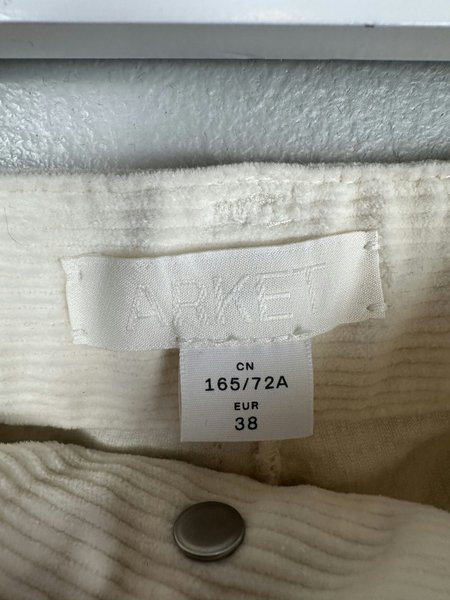 ARKET
CN
165/72A
EUR
38